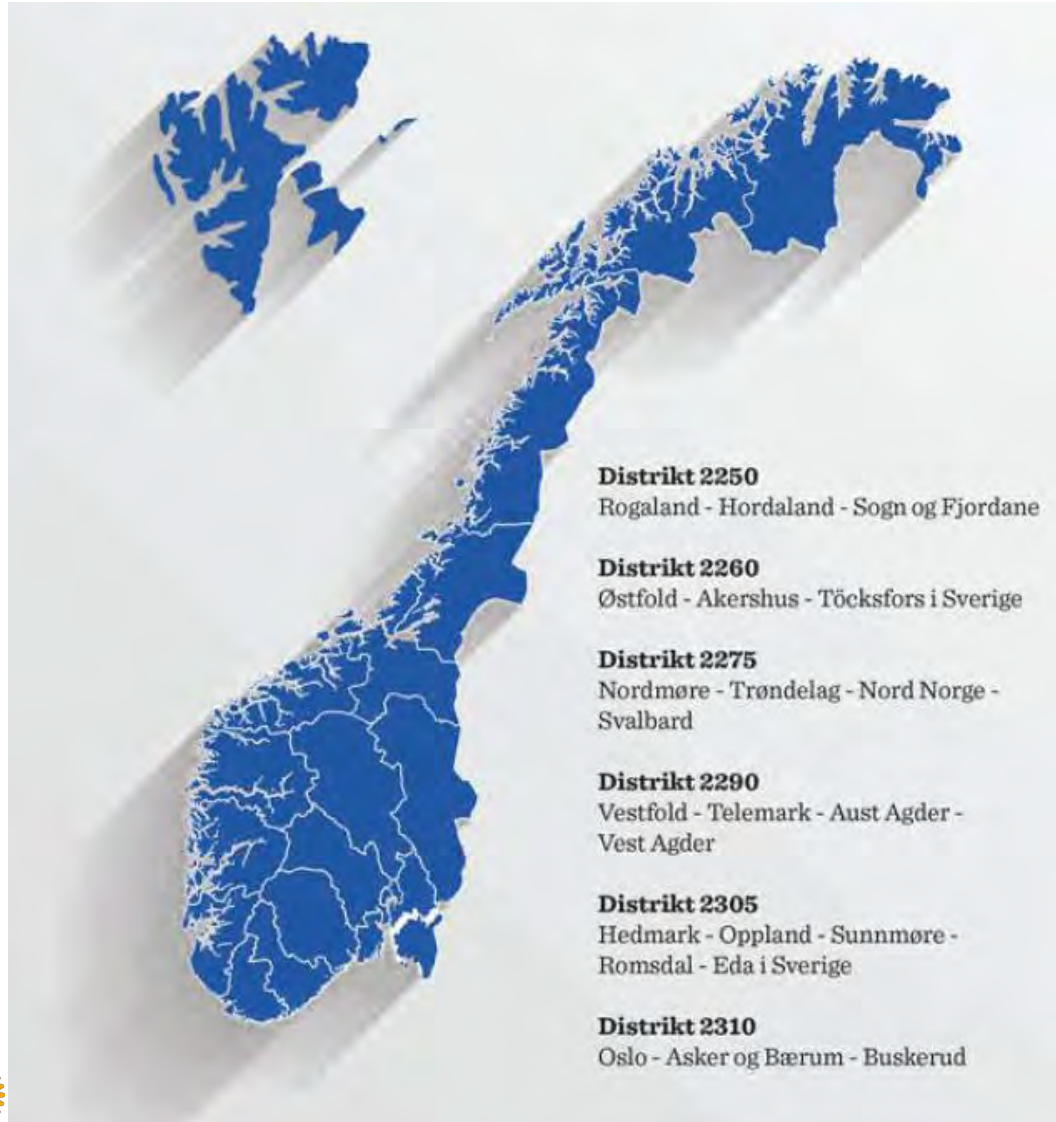 Distrikt 2250
Rogaland - Hordaland - Sogn og Fjordane
Distrikt 2260
Østfold - Akershus - Töcksfors i Sverige
Distrikt 2275
Nordmøre - Trøndelag - Nord Norge -
Svalbard
Distrikt 2290
Vestfold - Telemark - Aust Agder -
Vest Agder
Distrikt 2305
Hedmark - Oppland - Sunnmøre -
Romsdal - Eda i Sverige
Distrikt 2310
Oslo - Asker og Bærum - Buskerud